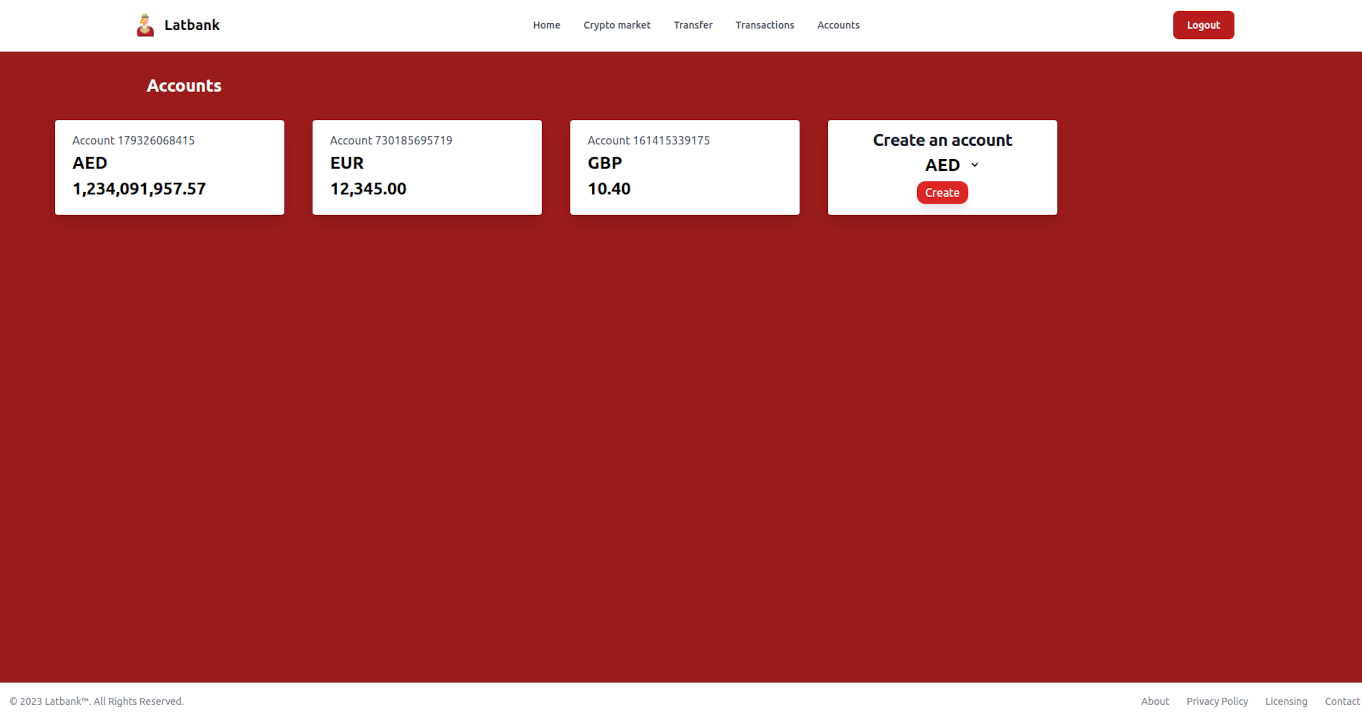 Latbank
Home Crypto market Transfer Transactions Accounts
Logout
Accounts
Account 179326068415
AED
1,234,091,957.57
Account 730185695719
EUR
12,345.00
Account 161415339175
GBP
10.40
Create an account
AED
Create
© 2023 Latbank™. All Rights Reserved.
About Privacy Policy Licensing Contact